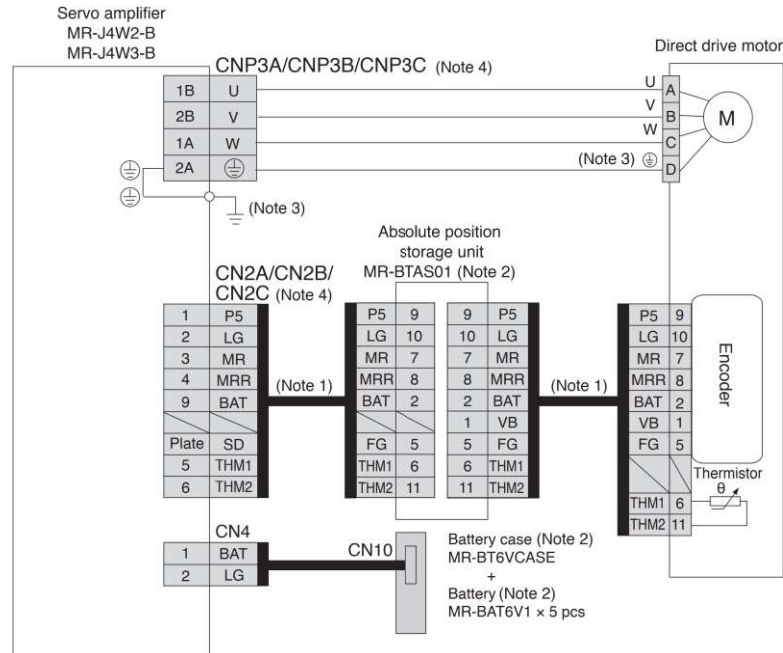 Servo amplifier
MR-J4W2-B
MR-J4W3-B
Direct drive motor
CNP3A/CNP3B/CNP3C (Note 4)
1B U
2B V
1A W
2A
U A
V B
W C
(Note 3) D
M
(Note 3)
Absolute position
storage unit
MR-BTAS01 (Note 2)
CN2A/CN2B/
CN2C (Note 4)
1 P5
2 LG
3 MR
4 MRR
9 BAT
Plate SD
5 THM1
6 THM2
(Note 1)
P5 9
LG 10
MR 7
MRR 8
BAT 2
FG 5
THM1 6
THM2 11
9 P5
10 LG
7 MR
8 MRR
2 BAT
1 VB
5 FG
6 THM1
11 THM2
(Note 1)
P5 9
LG 10
MR 7
MRR 8
BAT 2
VB 1
FG 5
THM1 6
THM2 11
Encoder
Thermistor
θ
CN4
1 BAT
2 LG
CN10
Battery case (Note 2)
MR-BT6VCASE
+
Battery (Note 2)
MR-BAT6V1 × 5 pcs